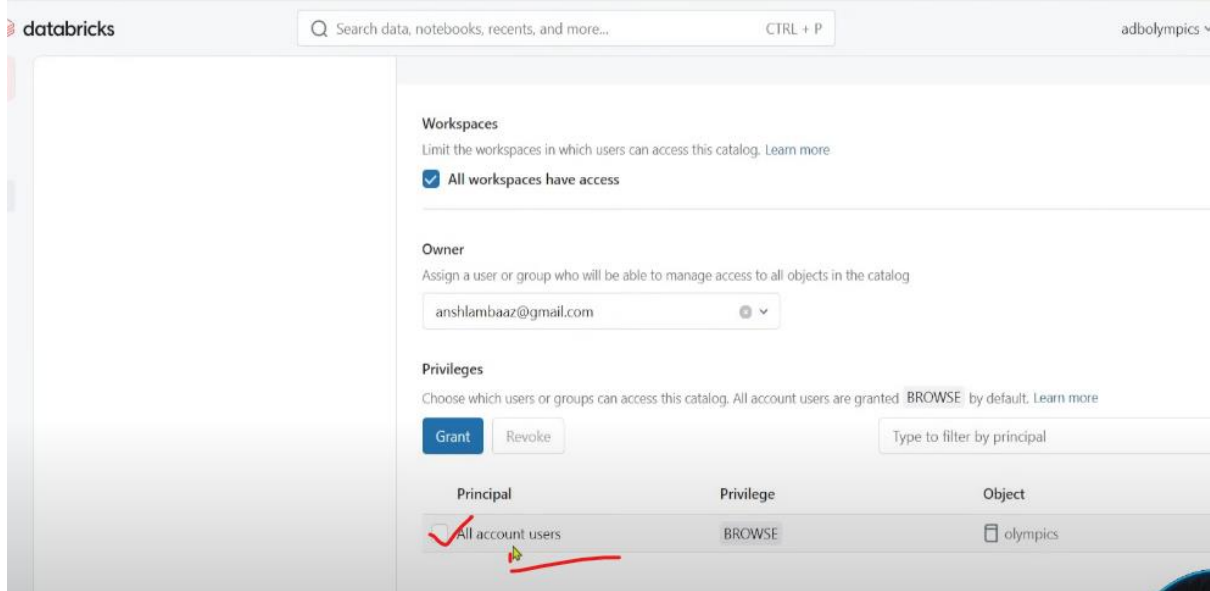 databricks
Search data, notebooks, recents, and more... CTRL + P
adbolympics
Workspaces
Limit the workspaces in which users can access this catalog. Learn more
All workspaces have access
Owner
Assign a user or group who will be able to manage access to all objects in the catalog
anshlambaaz@gmail.com
Privileges
Choose which users or groups can access this catalog. All account users are granted BROWSE by default. Learn more
Grant Revoke Type to filter by principal
Principal Privilege Object
All account users BROWSE olympics